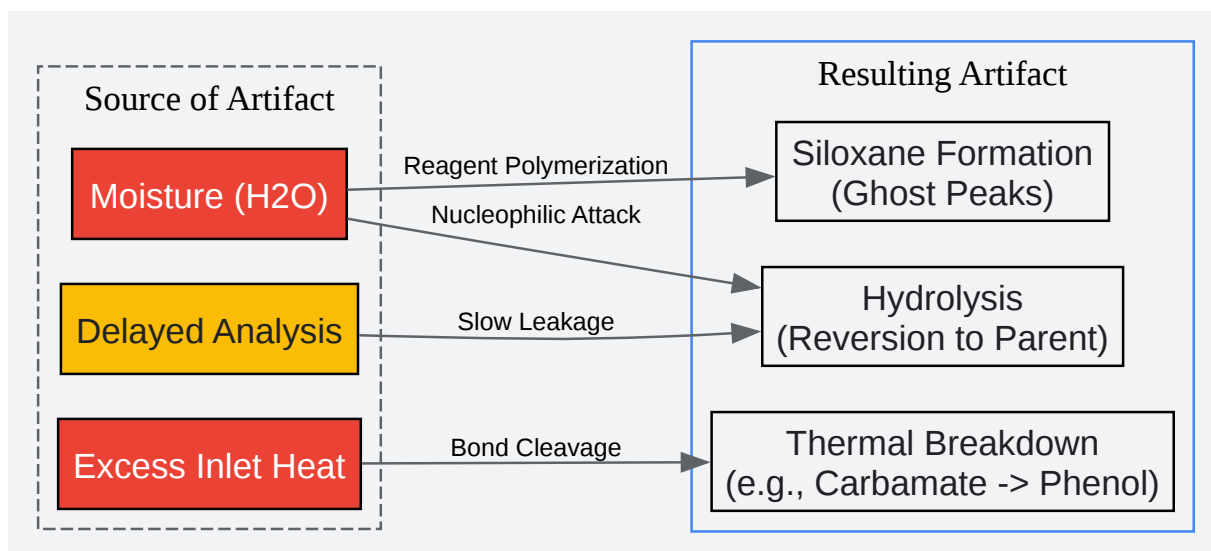 Source of Artifact
Resulting Artifact
Moisture (H2O)
Reagent Polymerization
Siloxane Formation
(Ghost Peaks)
Nucleophilic Attack
Hydrolysis
(Reversion to Parent)
Delayed Analysis
Slow Leakage
Excess Inlet Heat
Bond Cleavage
Thermal Breakdown
(e.g., Carbamate -> Phenol)